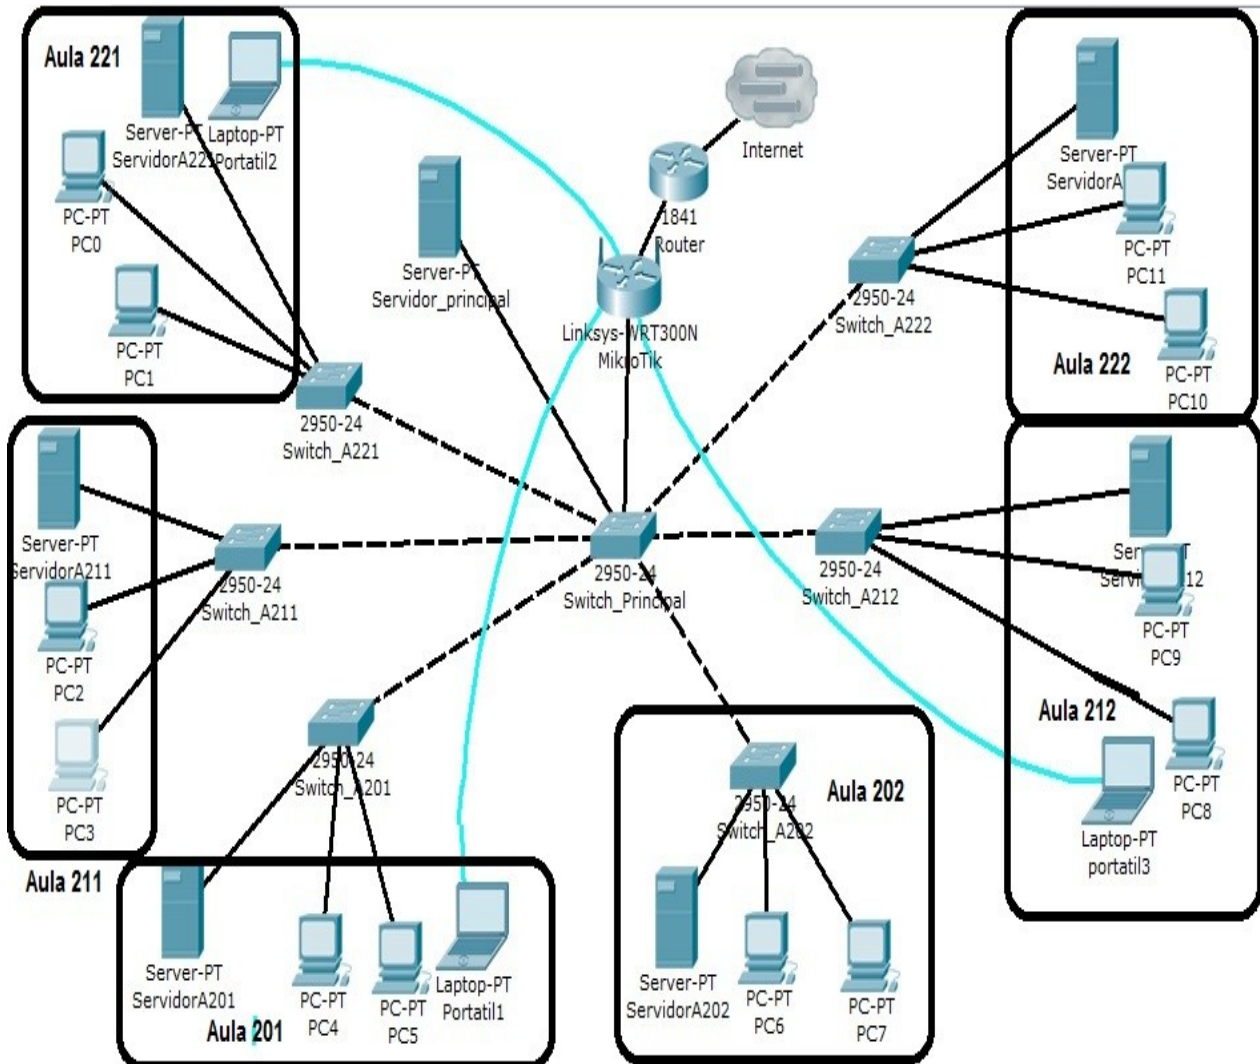 Aula 221
Server-PT
ServidorA221
Laptop-PT
Portatil2
PC-PT
PC0
PC-PT
PC1
2950-24
Switch_A221
Server-PT
Servidor_principal
Internet
1841
Router
Linksys-WRT300N
MikroTik
2950-24
Switch_A222
Server-PT
PC-PT
PC11
PC-PT
PC10
Aula 222
Server-PT
ServidorA211
PC-PT
PC2
PC-PT
PC3
Aula 211
2950-24
Switch_A211
2950-24
Switch_Principal
2950-24
Switch_A212
PC-PT
PC9
Aula 212
PC-PT
PC8
Laptop-PT
portatil3
2950-24
Switch_A201
Server-PT
ServidorA201
PC-PT
PC4
PC-PT
PC5
Laptop-PT
Portatil1
Aula 201
2950-24
Switch_A202
Aula 202
Server-PT
ServidorA202
PC-PT
PC6
PC-PT
PC7